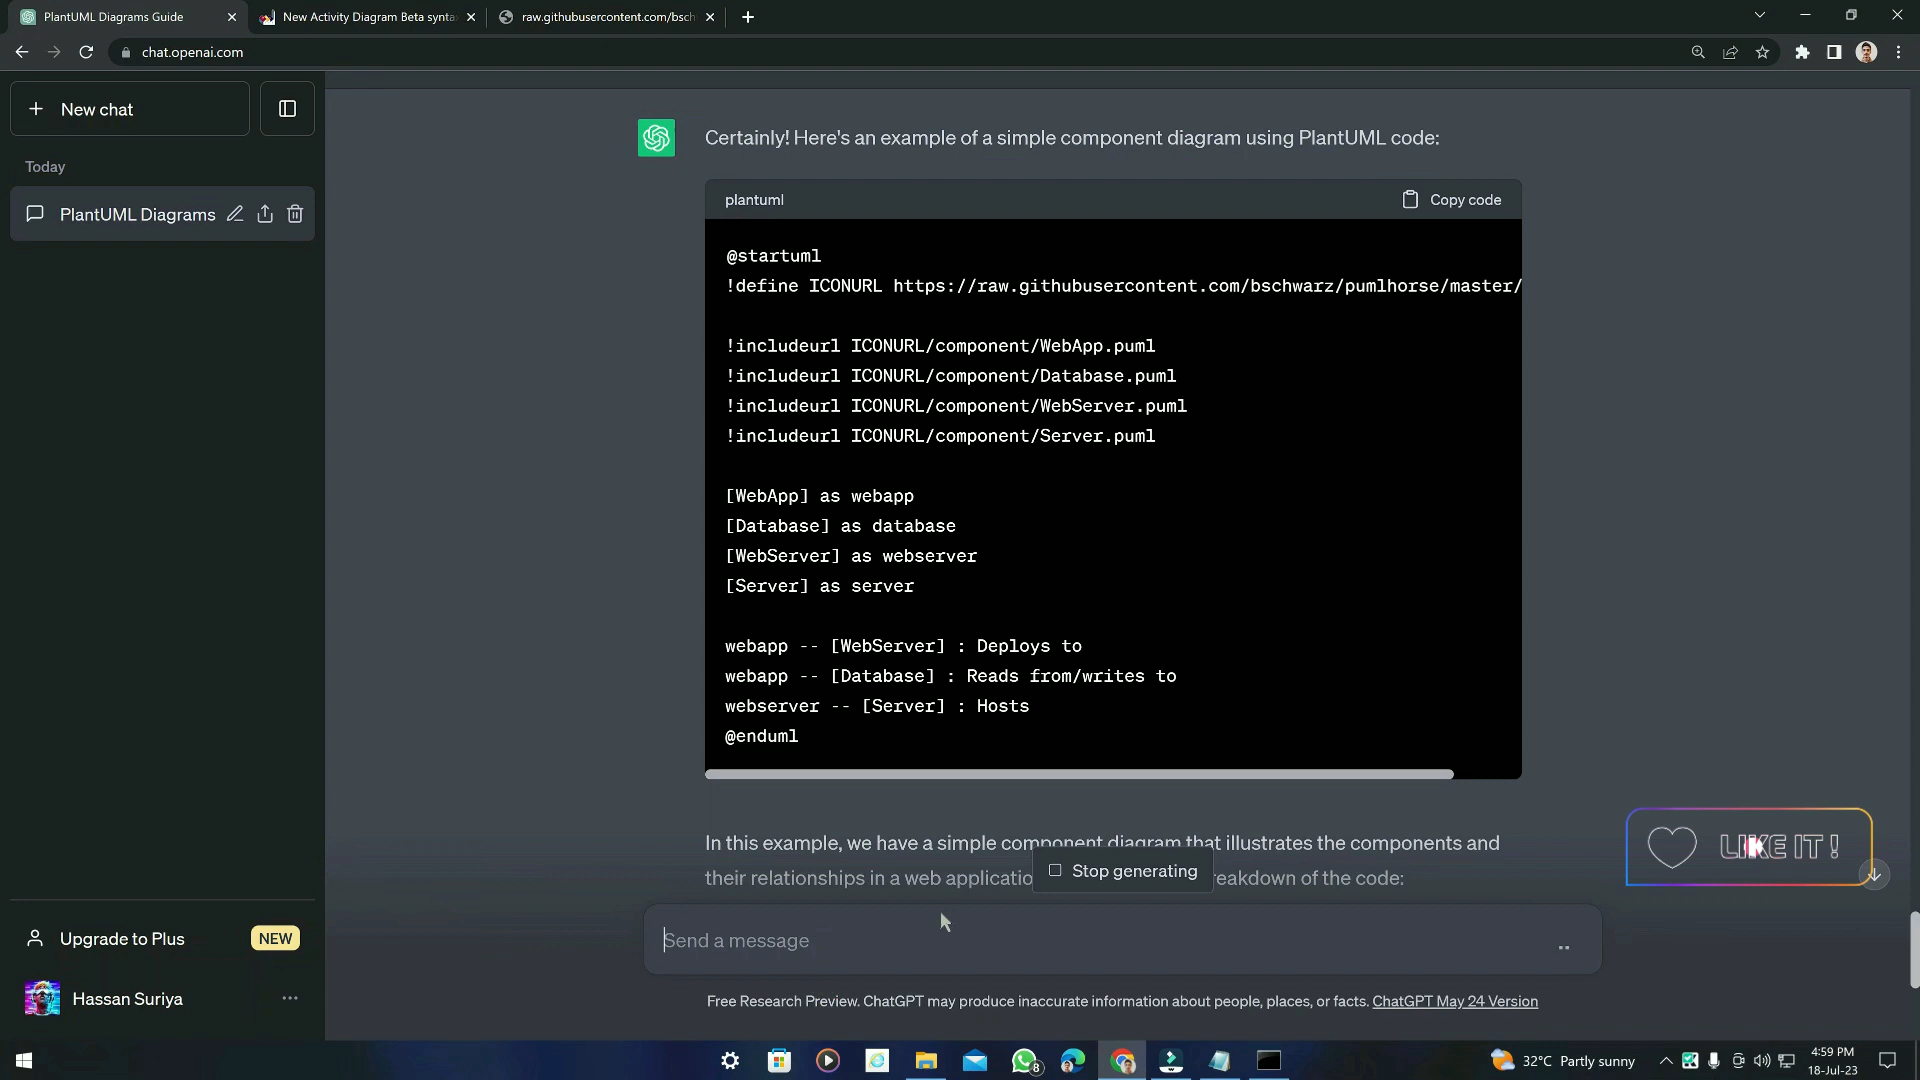 PlantUML Diagrams Guide
New Activity Diagram Beta synta
raw.githubusercontent.com/bsch
chat.openai.com
New chat
Today
PlantUML Diagrams
Certainly! Here's an example of a simple component diagram using PlantUML code:
plantuml
Copy code
@startuml
!define ICONURL https://raw.githubusercontent.com/bschwarz/pumlhorse/master/
!includeurl ICONURL/component/WebApp.puml
!includeurl ICONURL/component/Database.puml
!includeurl ICONURL/component/WebServer.puml
!includeurl ICONURL/component/Server.puml
[WebApp] as webapp
[Database] as database
[WebServer] as webserver
[Server] as server
webapp -- [WebServer] : Deploys to
webapp -- [Database] : Reads from/writes to
webserver -- [Server] : Hosts
@enduml
In this example, we have a simple component diagram that illustrates the components and
their relationships in a web applicatio
eakdown of the code:
Stop generating
LIKE IT !
Send a message
Free Research Preview. ChatGPT may produce inaccurate information about people, places, or facts. ChatGPT May 24 Version
Upgrade to Plus
NEW
Hassan Suriya
8
32°C Partly sunny
4:59 PM
18-Jul-23